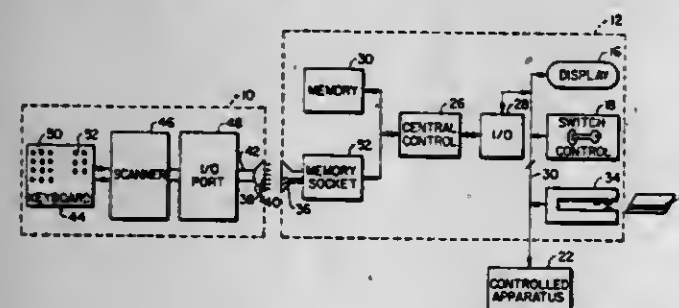 12
10
50
52
KEYBOARD
44
46
SCANNER
48
I/O
PORT
42
38
40
36
30
MEMORY
52
MEMORY
SOCKET
26
CENTRAL
CONTROL
28
I/O
16
DISPLAY
18
SWITCH
CONTROL
30
34
22
CONTROLLED
APPARATUS